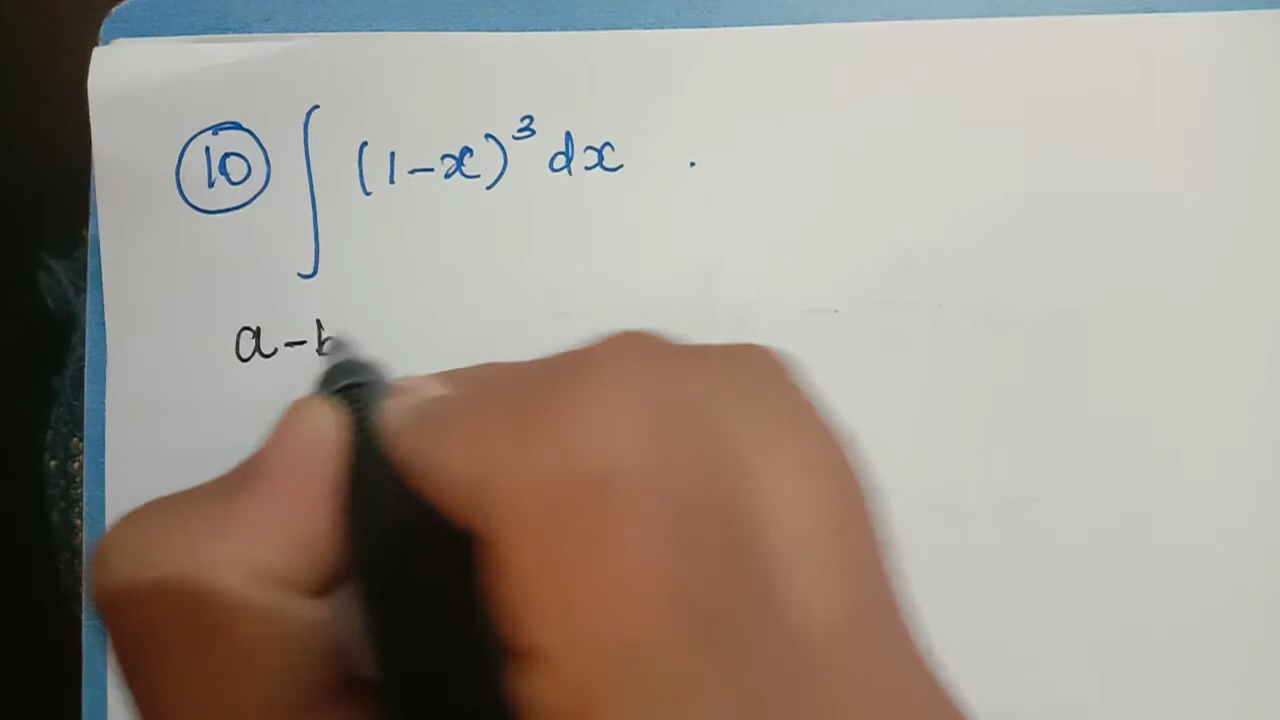 10 ∫ (1-x)³ dx .
a-b